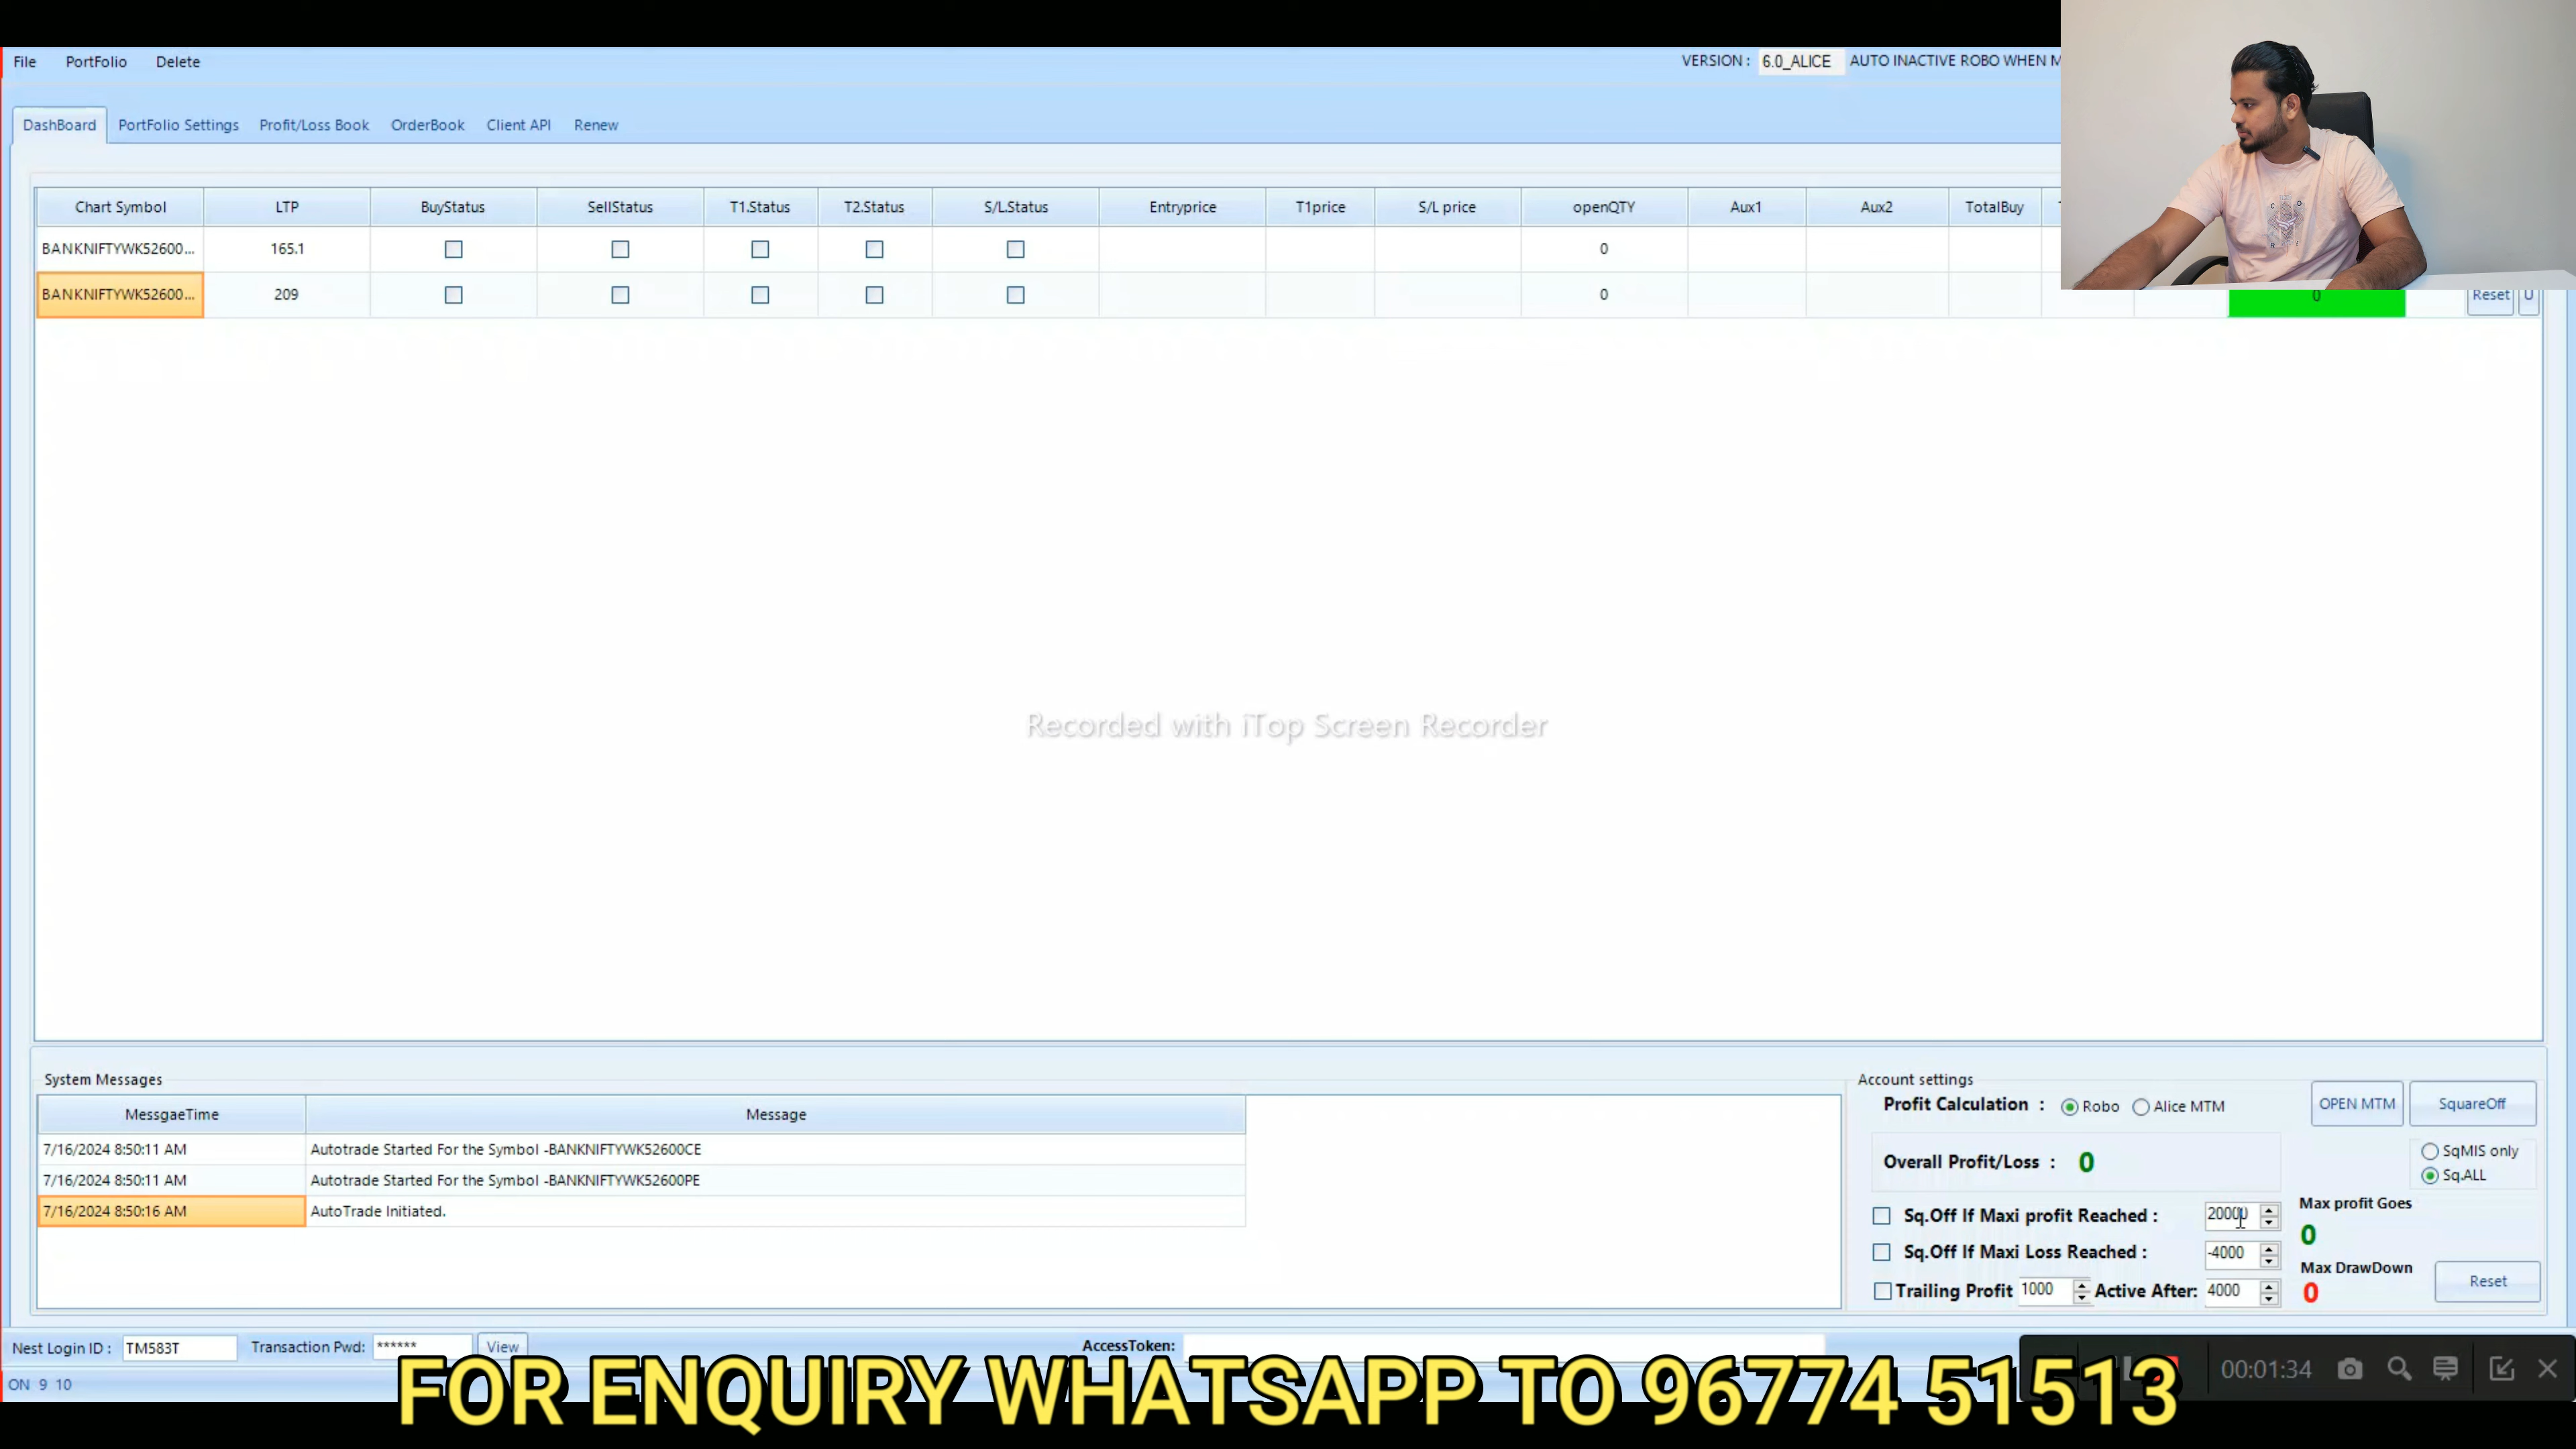 File PortFolio Delete VERSION : 6.0_ALICE AUTO INACTIVE ROBO WHEN M
DashBoard PortFolio Settings Profit/Loss Book OrderBook Client API Renew
Chart Symbol LTP BuyStatus SellStatus T1.Status T2.Status S/L.Status Entryprice T1price S/L price openQTY Aux1 Aux2 TotalBuy
BANKNIFTYWK52600... 165.1 0
BANKNIFTYWK52600... 209 0 0 Reset U
Recorded with iTop Screen Recorder
System Messages
MessgaeTime Message
7/16/2024 8:50:11 AM Autotrade Started For the Symbol -BANKNIFTYWK52600CE
7/16/2024 8:50:11 AM Autotrade Started For the Symbol -BANKNIFTYWK52600PE
7/16/2024 8:50:16 AM AutoTrade Initiated.
Account settings
Profit Calculation : Robo Alice MTM OPEN MTM SquareOff
Overall Profit/Loss : 0 SqMIS only
Sq.ALL
Sq.Off If Maxi profit Reached : 20000 Max profit Goes
0
Sq.Off If Maxi Loss Reached : -4000 Max DrawDown
Trailing Profit 1000 Active After: 4000 0 Reset
Nest Login ID : TM583T Transaction Pwd: ****** View AccessToken:
ON 9 10
00:01:34
FOR ENQUIRY WHATSAPP TO 96774 51513